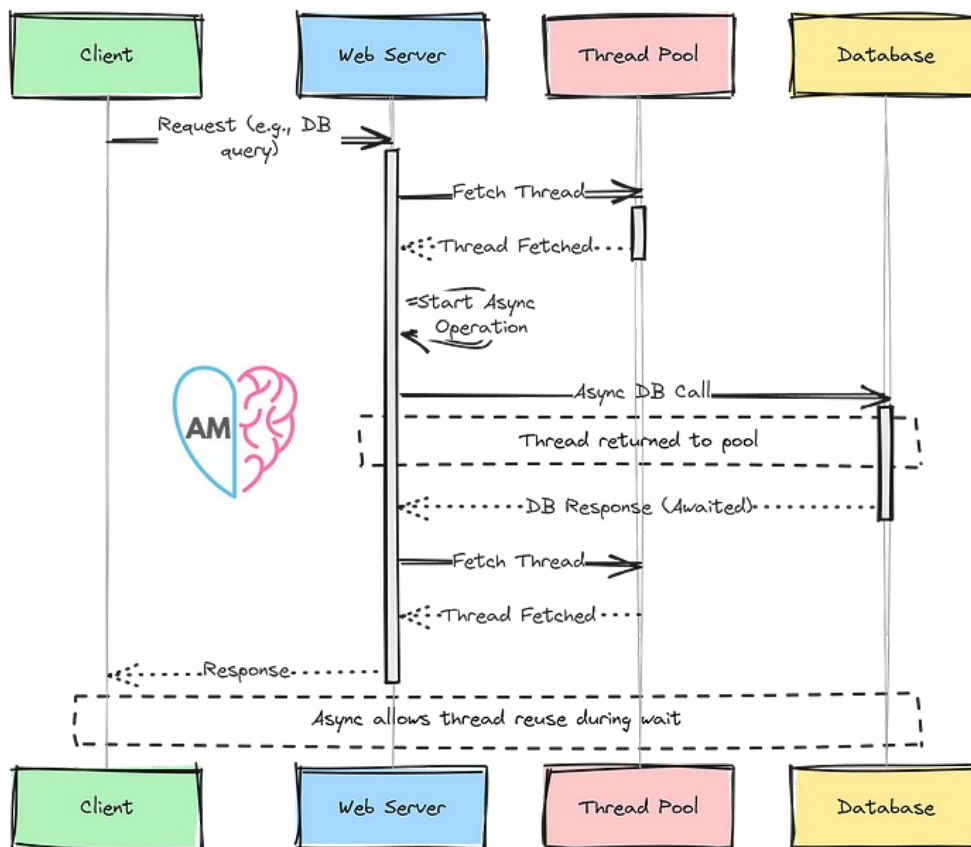 Client
Web Server
Thread Pool
Database
Request (e.g., DB
query)
Fetch Thread
Thread Fetched
Start Async
Operation
Async DB Call
AM
Thread returned to pool
DB Response (Awaited)
Fetch Thread
Thread Fetched
Response
Async allows thread reuse during wait
Client
Web Server
Thread Pool
Database